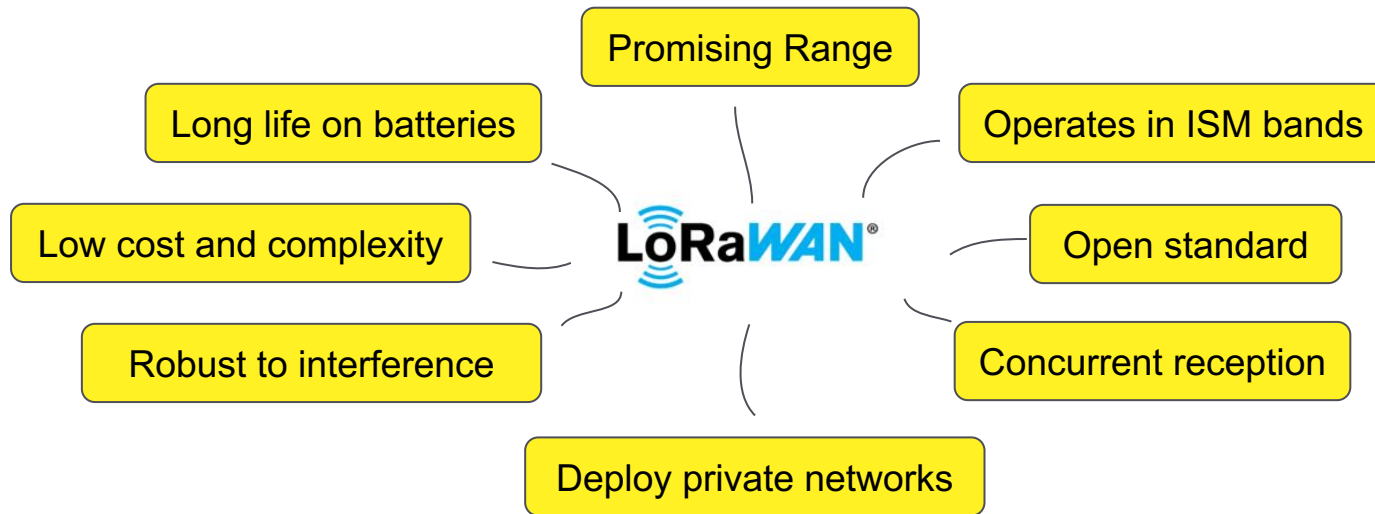 Promising Range
Long life on batteries
Operates in ISM bands
Low cost and complexity
LoRaWAN®
Open standard
Robust to interference
Concurrent reception
Deploy private networks